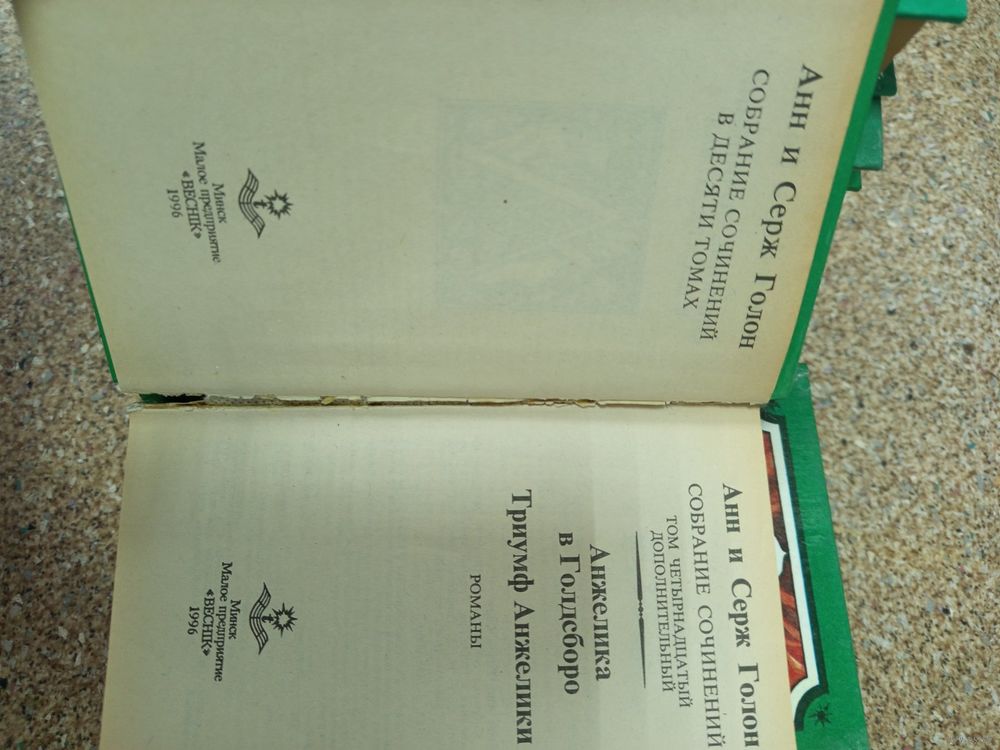 Анн и Серж Голон
СОБРАНИЕ СОЧИНЕНИЙ
В ДЕСЯТИ ТОМАХ
Минск
Малое предприятие
«ВЕСНІК»
1996
Анн и Серж Голон
СОБРАНИЕ СОЧИНЕНИЙ
ТОМ ЧЕТЫРНАДЦАТЫЙ
ДОПОЛНИТЕЛЬНЫЙ
Анжелика
в Голдсборо
Триумф Анжелики
РОМАНЫ
Минск
Малое предприятие
«ВЕСНІК»
1996